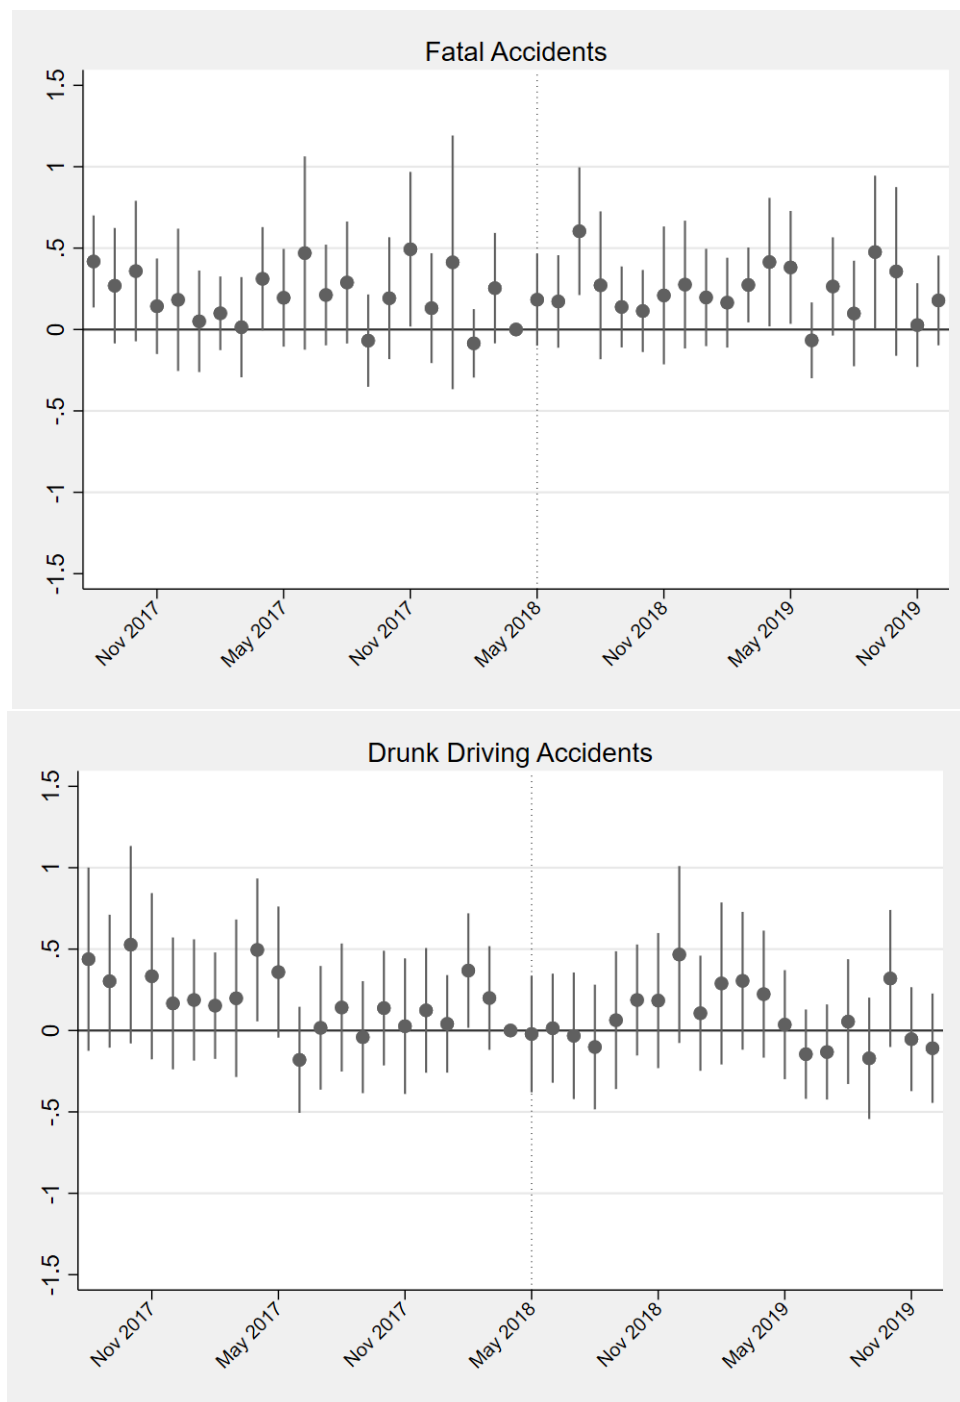 Fatal Accidents
1.5
1
.5
0
-.5
-1
-1.5
Nov 2017
May 2017
Nov 2017
May 2018
Nov 2018
May 2019
Nov 2019
Drunk Driving Accidents
1.5
1
.5
0
-.5
-1
-1.5
Nov 2017
May 2017
Nov 2017
May 2018
Nov 2018
May 2019
Nov 2019